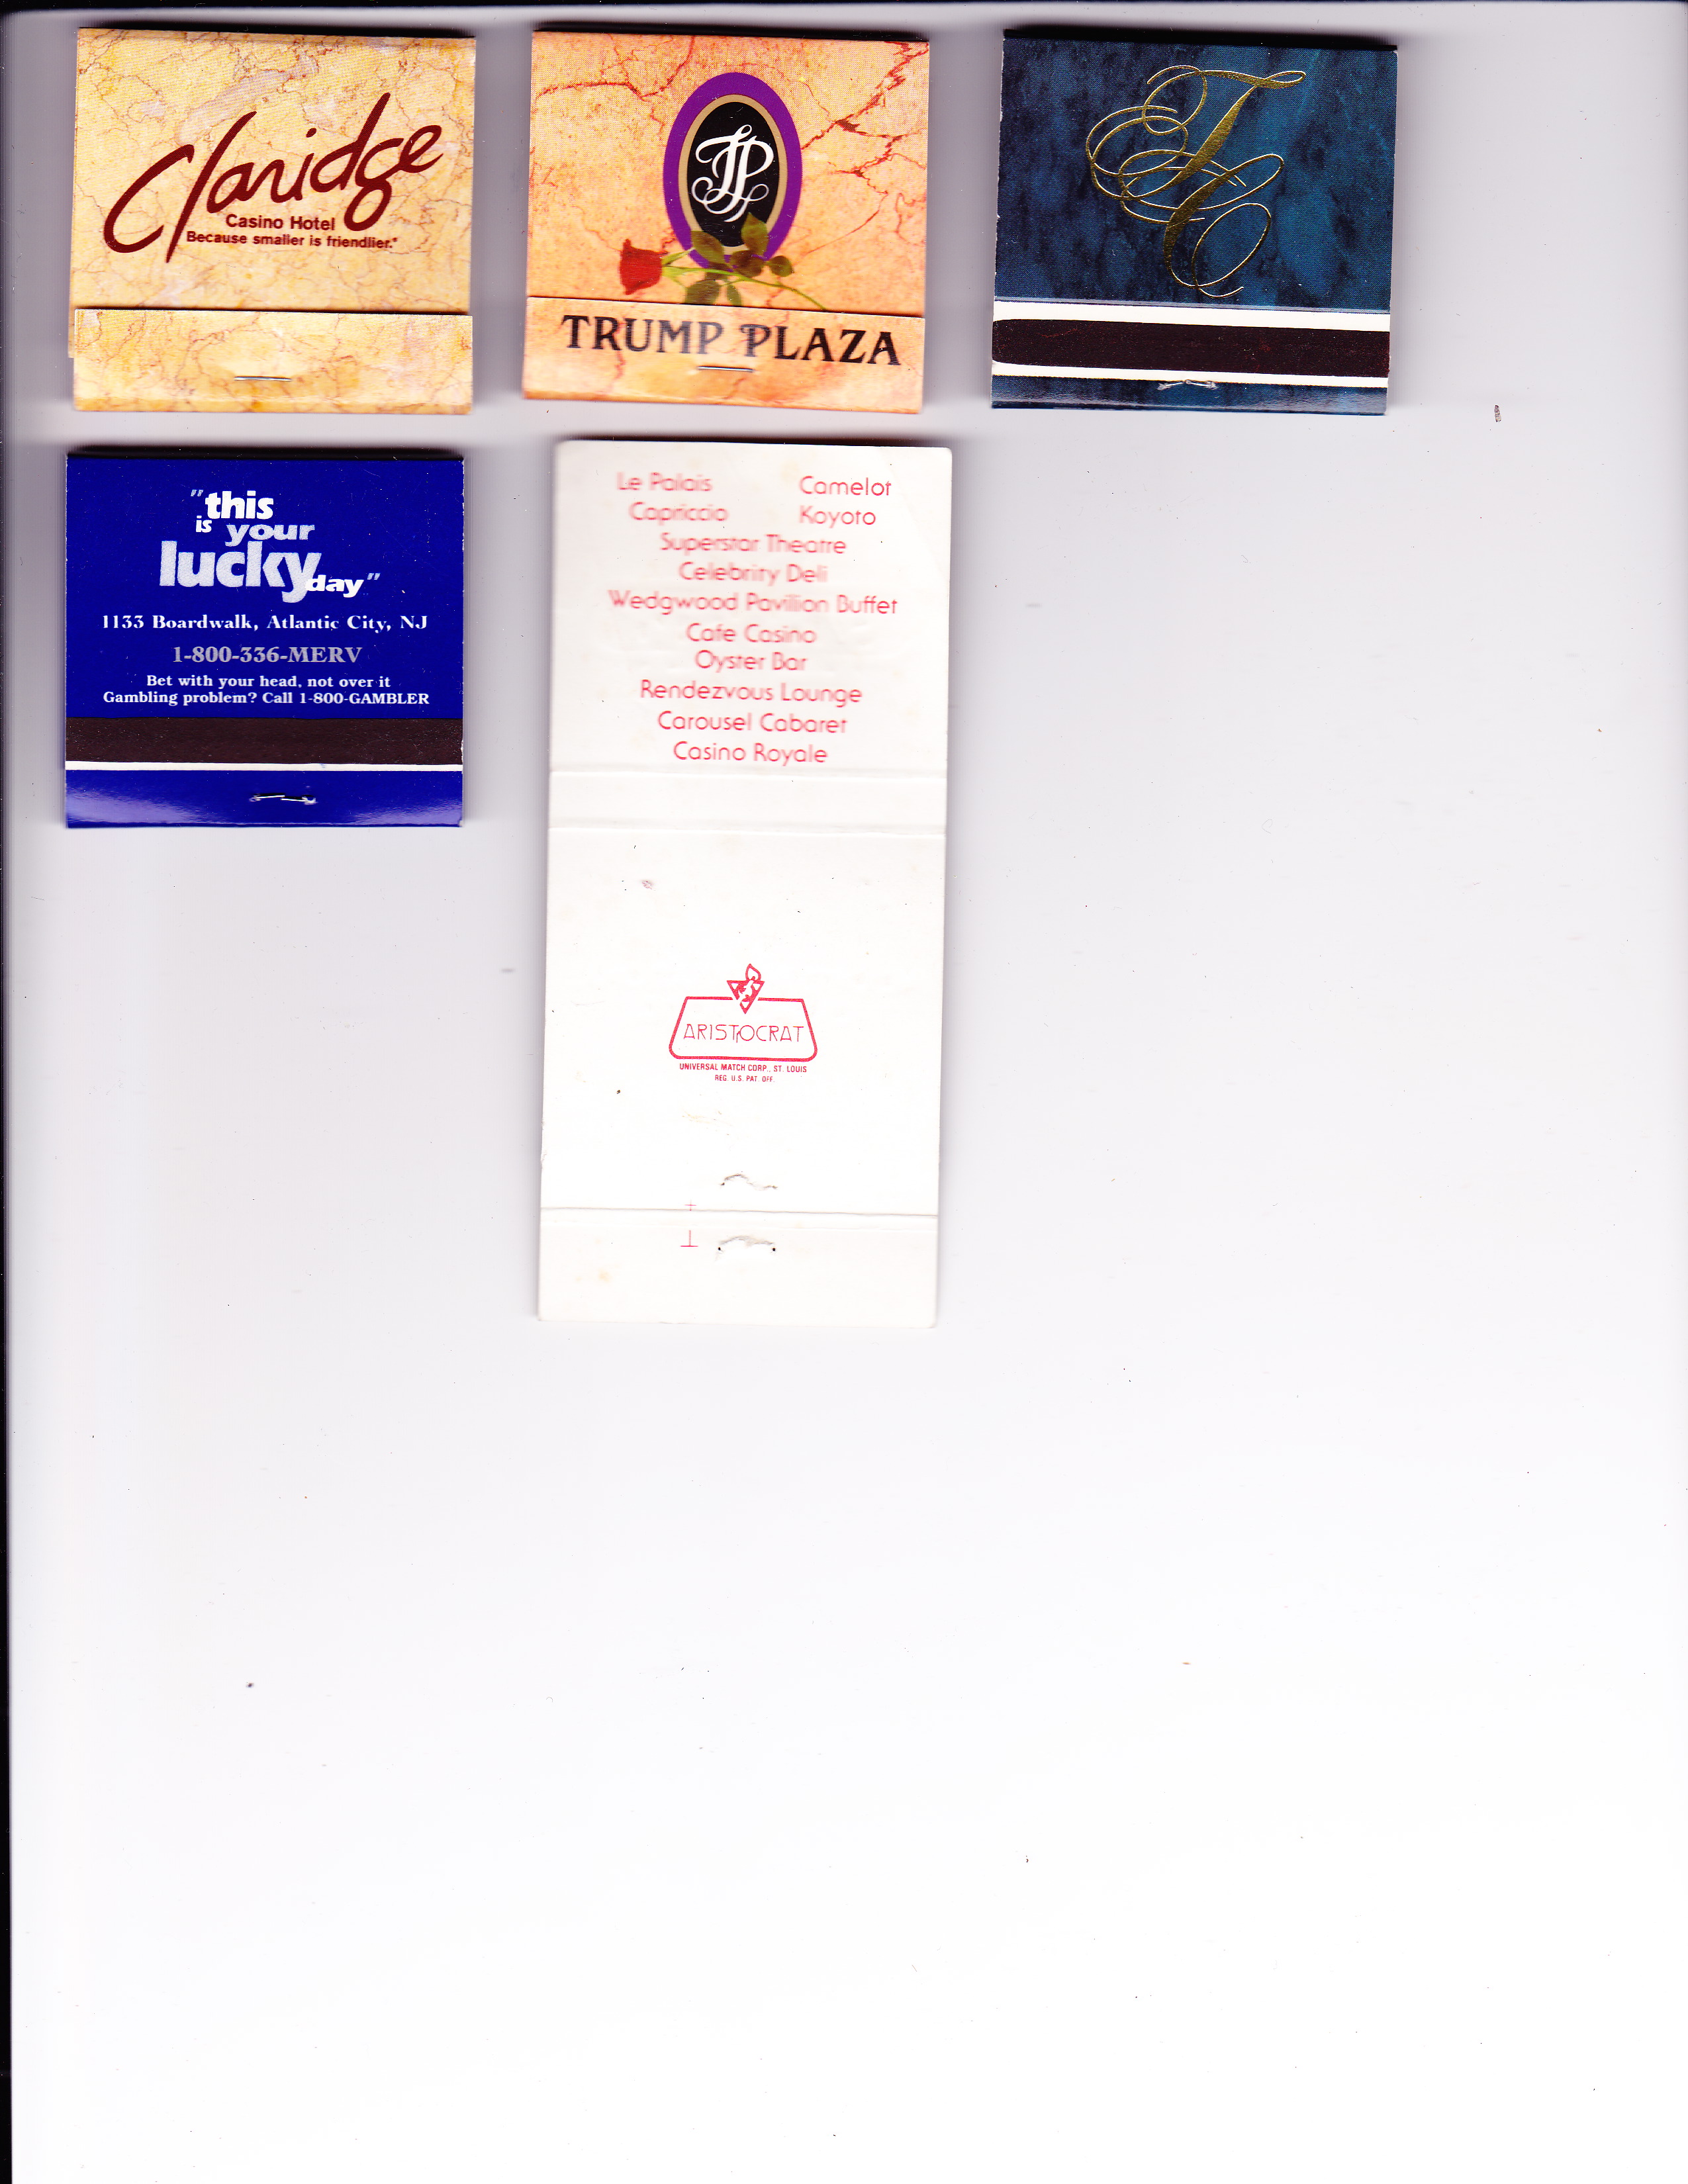 Claridge
Casino Hotel
Because smaller is friendlier.*
TP
TRUMP PLAZA
TC
"this
is your
lucky
day"
1133 Boardwalk, Atlantic City, NJ
1-800-336-MERV
Bet with your head, not over it
Gambling problem? Call 1-800-GAMBLER
Le Palais Camelot
Capriccio Koyoto
Superstar Theatre
Celebrity Deli
Wedgwood Pavilion Buffet
Cafe Casino
Oyster Bar
Rendezvous Lounge
Carousel Cabaret
Casino Royale
ARISTOCRAT
UNIVERSAL MATCH CORP., ST. LOUIS
REG. U.S. PAT. OFF.